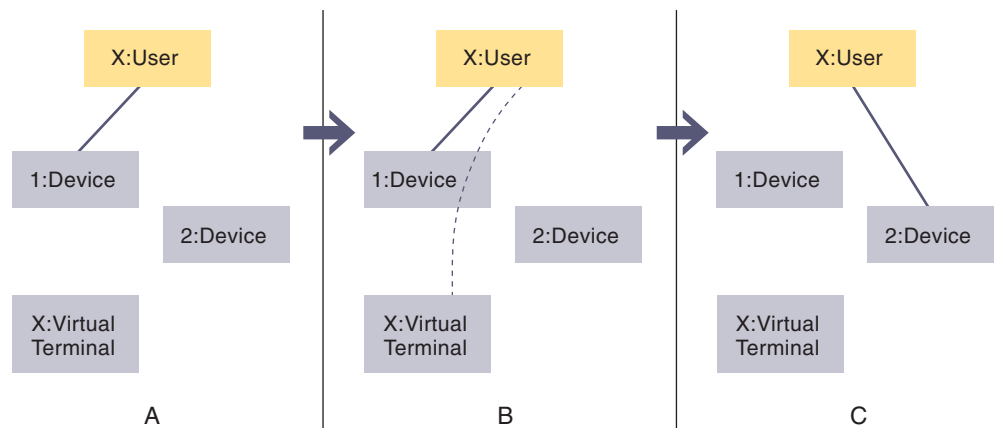 X:User
1:Device
2:Device
X:Virtual
Terminal
A
X:User
1:Device
2:Device
X:Virtual
Terminal
B
X:User
1:Device
2:Device
X:Virtual
Terminal
C